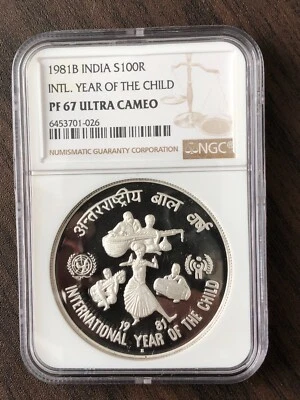 1981B INDIA S100R
INTL. YEAR OF THE CHILD
PF 67 ULTRA CAMEO
6453701-026
NUMISMATIC GUARANTY CORPORATION
NGC
अन्तरराष्ट्रीय बाल वर्ष
19 81
INTERNATIONAL YEAR OF THE CHILD
B